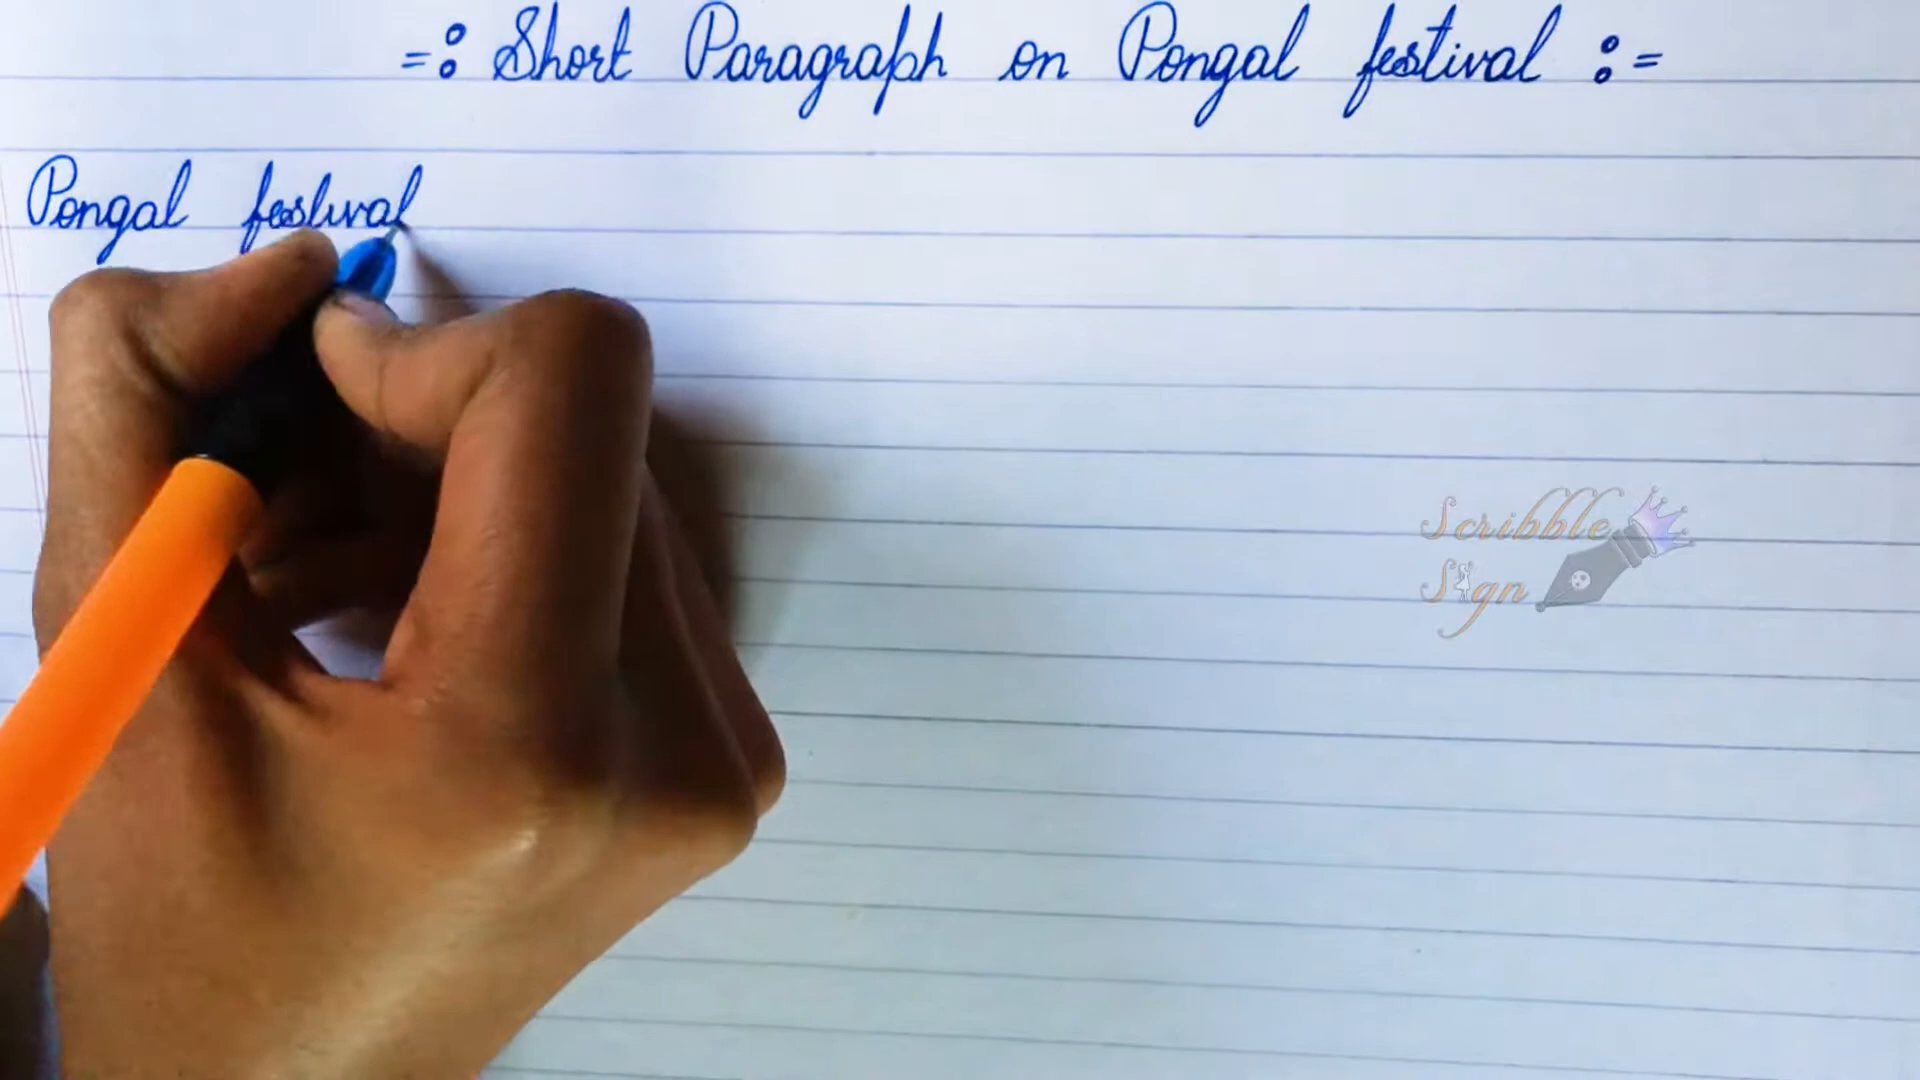 =: Short Paragraph on Pongal festival :=
Pongal festival
Scribble
Sign